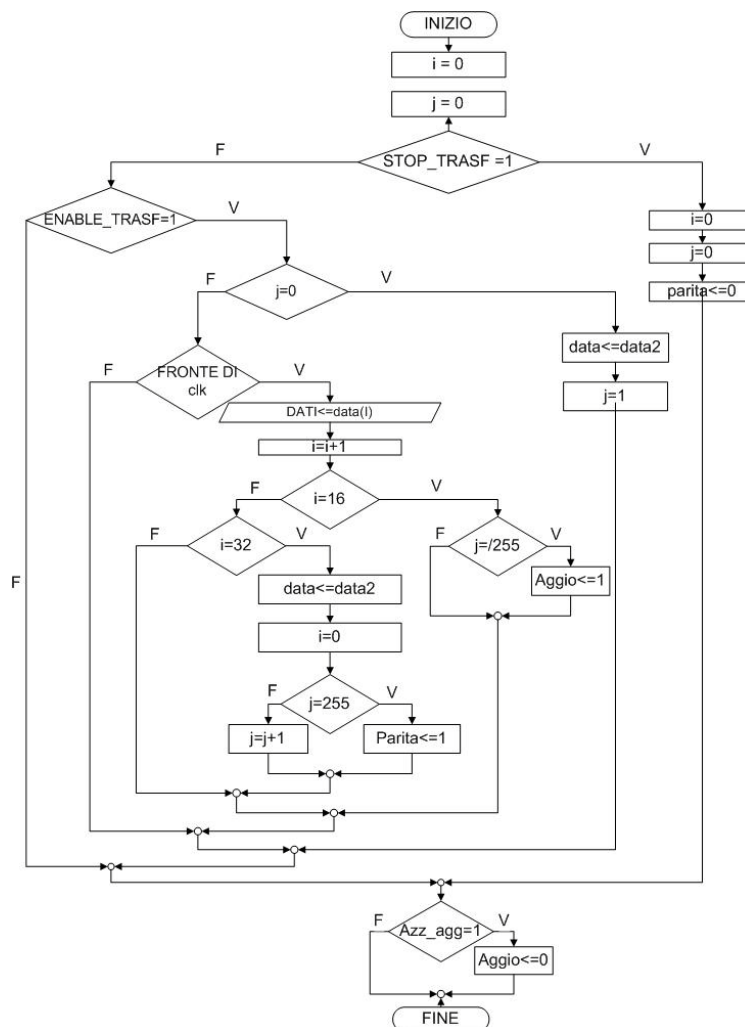 INIZIO
i = 0
j = 0
F
STOP_TRASF =1
V
ENABLE_TRASF=1
V
i=0
j=0
parita<=0
F
j=0
V
data<=data2
j=1
F
FRONTE DI
clk
V
DATI<=data(I)
i=i+1
F
i=16
V
F
i=32
V
F
j=/255
V
Aggio<=1
F
data<=data2
i=0
F
j=255
V
j=j+1
Parita<=1
F
Azz_agg=1
V
Aggio<=0
FINE